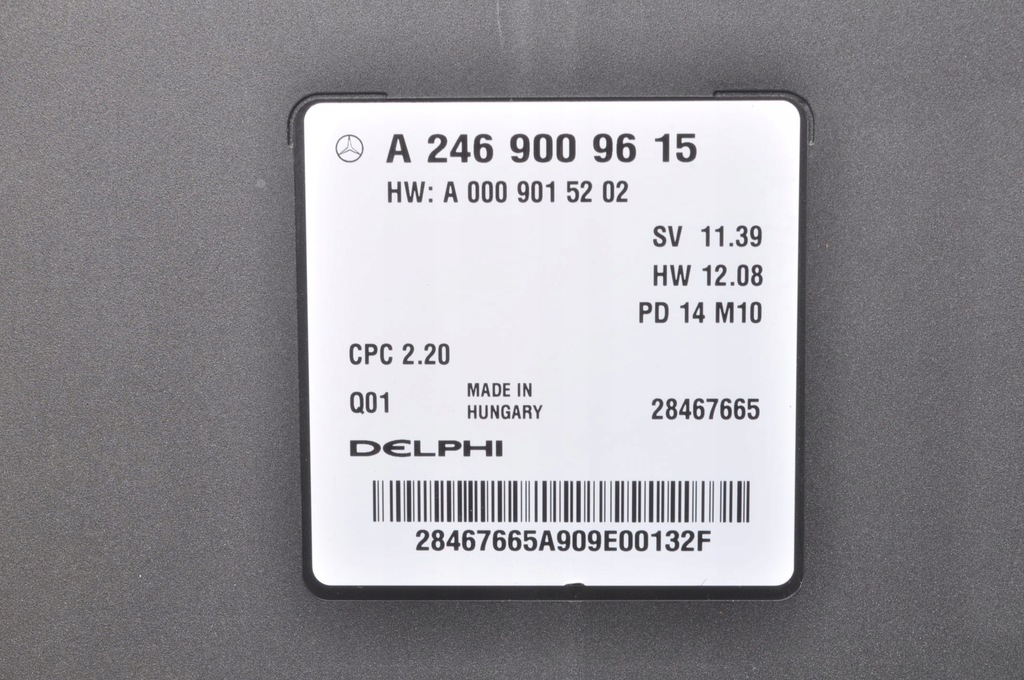 A 246 900 96 15
HW: A 000 901 52 02
SV 11.39
HW 12.08
PD 14 M10
CPC 2.20
Q01
MADE IN
HUNGARY
28467665
DELPHI
28467665A909E00132F